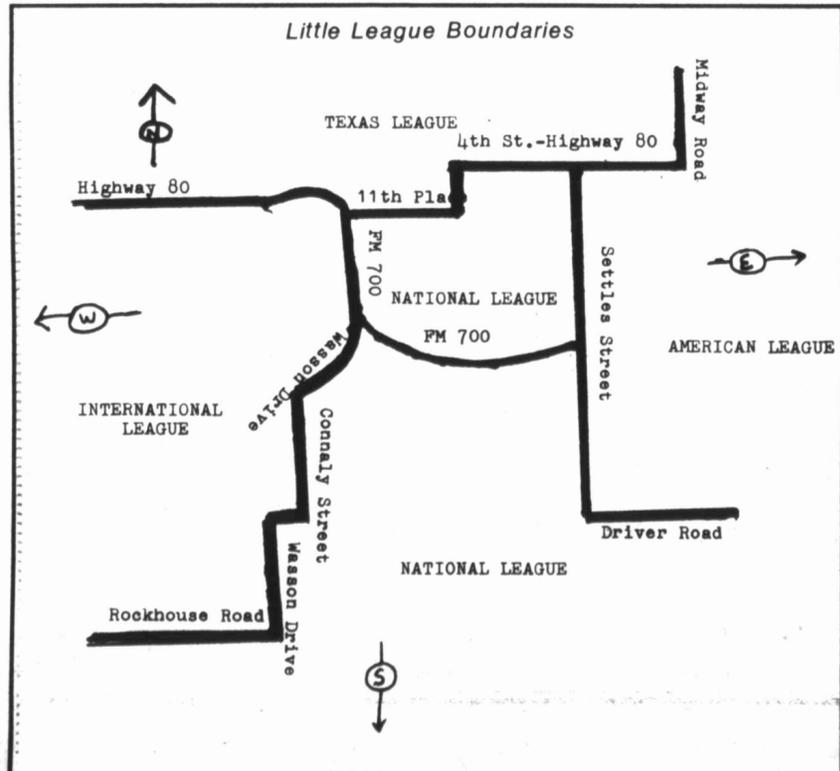 Little League Boundaries
Midway Road
N
TEXAS LEAGUE
4th St.-Highway 80
Highway 80
11th Place
FM 700
Settles Street
E
W
NATIONAL LEAGUE
FM 700
Wasson Drive
AMERICAN LEAGUE
INTERNATIONAL
LEAGUE
Connaly Street
Driver Road
Wasson Drive
NATIONAL LEAGUE
Rockhouse Road
S